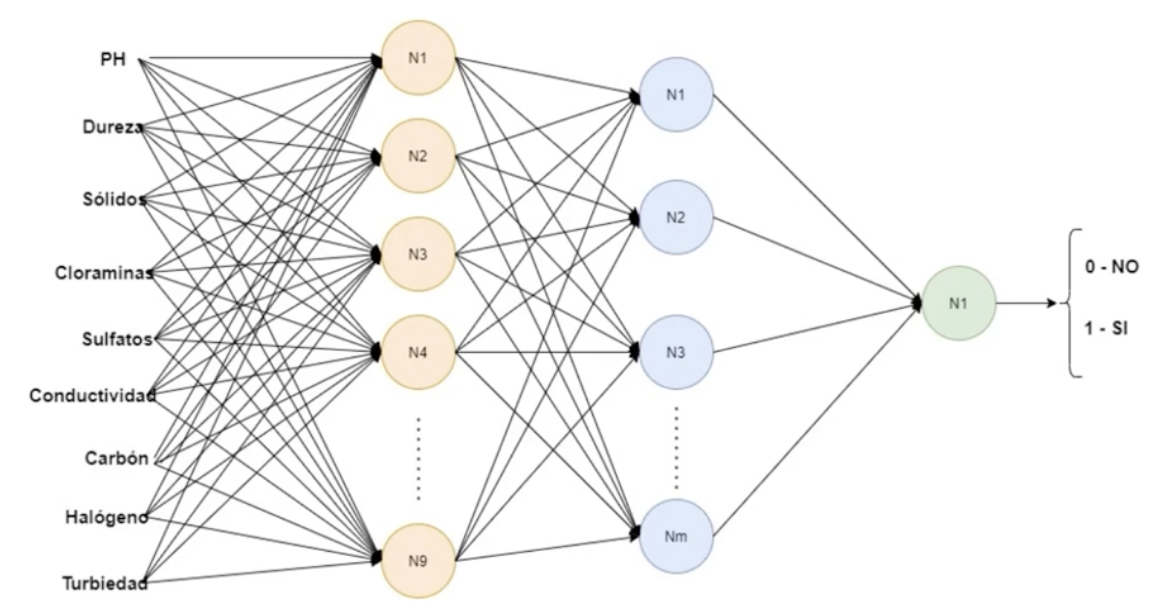 PH
Dureza
Sólidos
Cloraminas
Sulfatos
Conductividad
Carbón
Halógeno
Turbiedad
N1
N2
N3
N4
N9
N1
N2
N3
Nm
N1
0 - NO
1 - SI